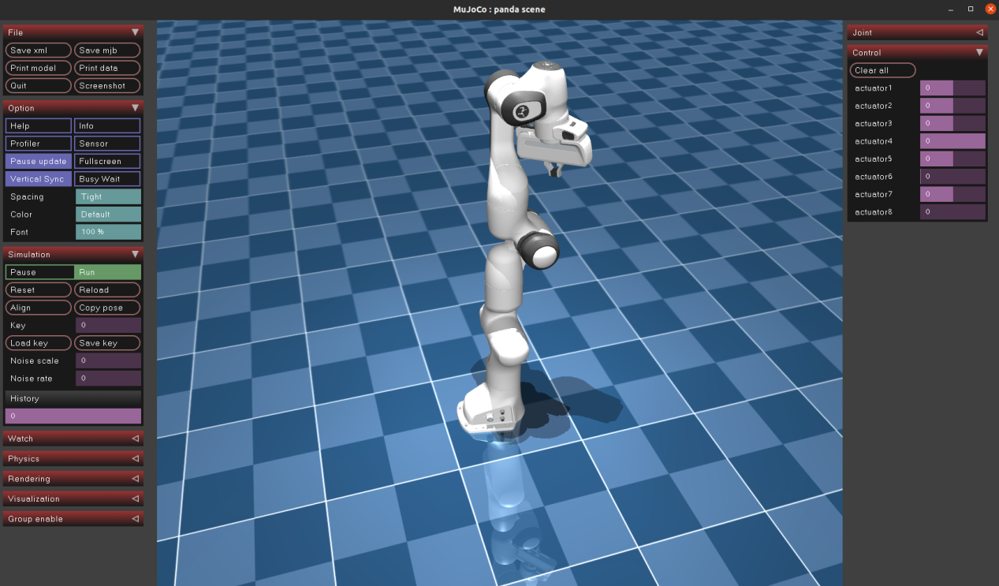 MuJoCo : panda scene
File
Save xml Save mjb
Print model Print data
Quit Screenshot
Option
Help Info
Profiler Sensor
Pause update Fullscreen
Vertical Sync Busy Wait
Spacing Tight
Color Default
Font 100 %
Simulation
Pause Run
Reset Reload
Align Copy pose
Key 0
Load key Save key
Noise scale 0
Noise rate 0
History
0
Watch
Physics
Rendering
Visualization
Group enable
Joint
Control
Clear all
actuator1 0
actuator2 0
actuator3 0
actuator4 0
actuator5 0
actuator6 0
actuator7 0
actuator8 0